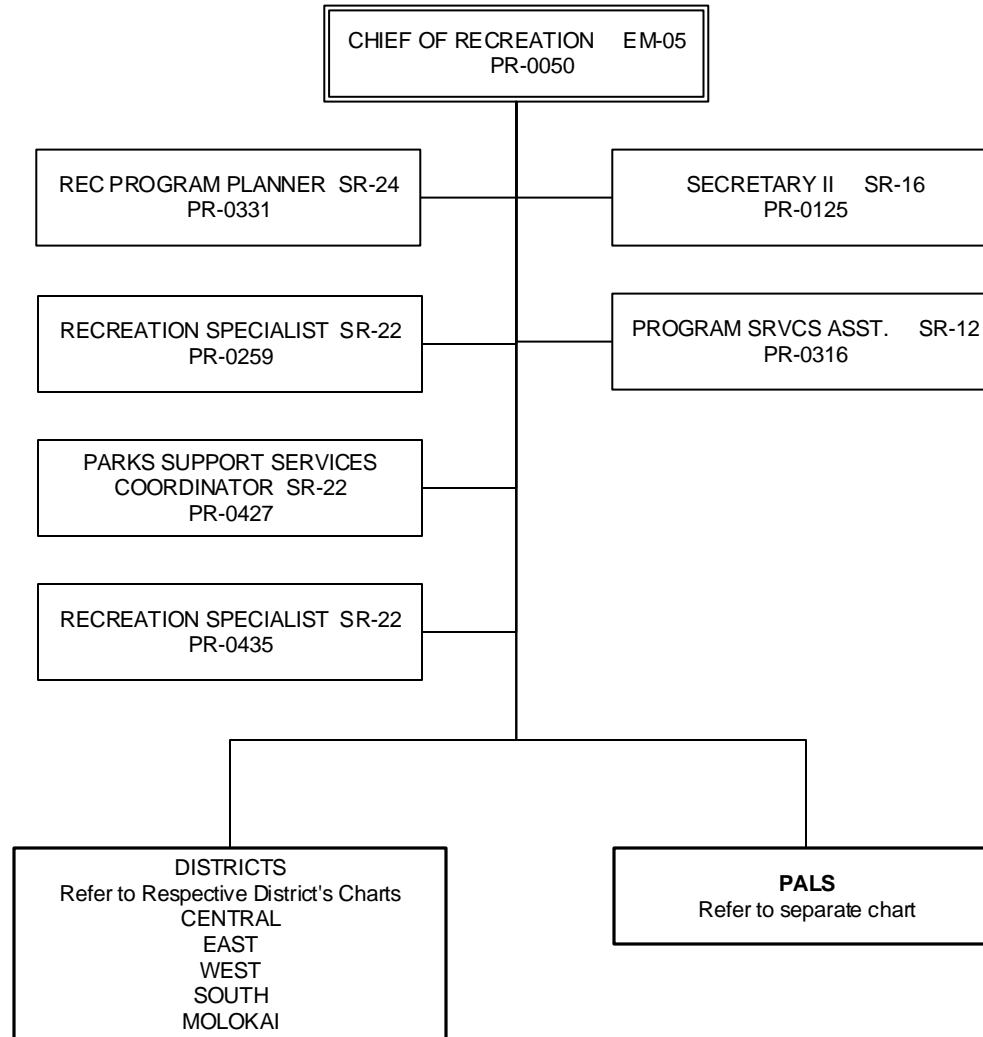 CHIEF OF RECREATION EM-05
PR-0050
REC PROGRAM PLANNER SR-24
PR-0331
SECRETARY II SR-16
PR-0125
RECREATION SPECIALIST SR-22
PR-0259
PROGRAM SRVCS ASST. SR-12
PR-0316
PARKS SUPPORT SERVICES
COORDINATOR SR-22
PR-0427
RECREATION SPECIALIST SR-22
PR-0435
DISTRICTS
Refer to Respective District's Charts
CENTRAL
EAST
WEST
SOUTH
MOLOKAI
PALS
Refer to separate chart